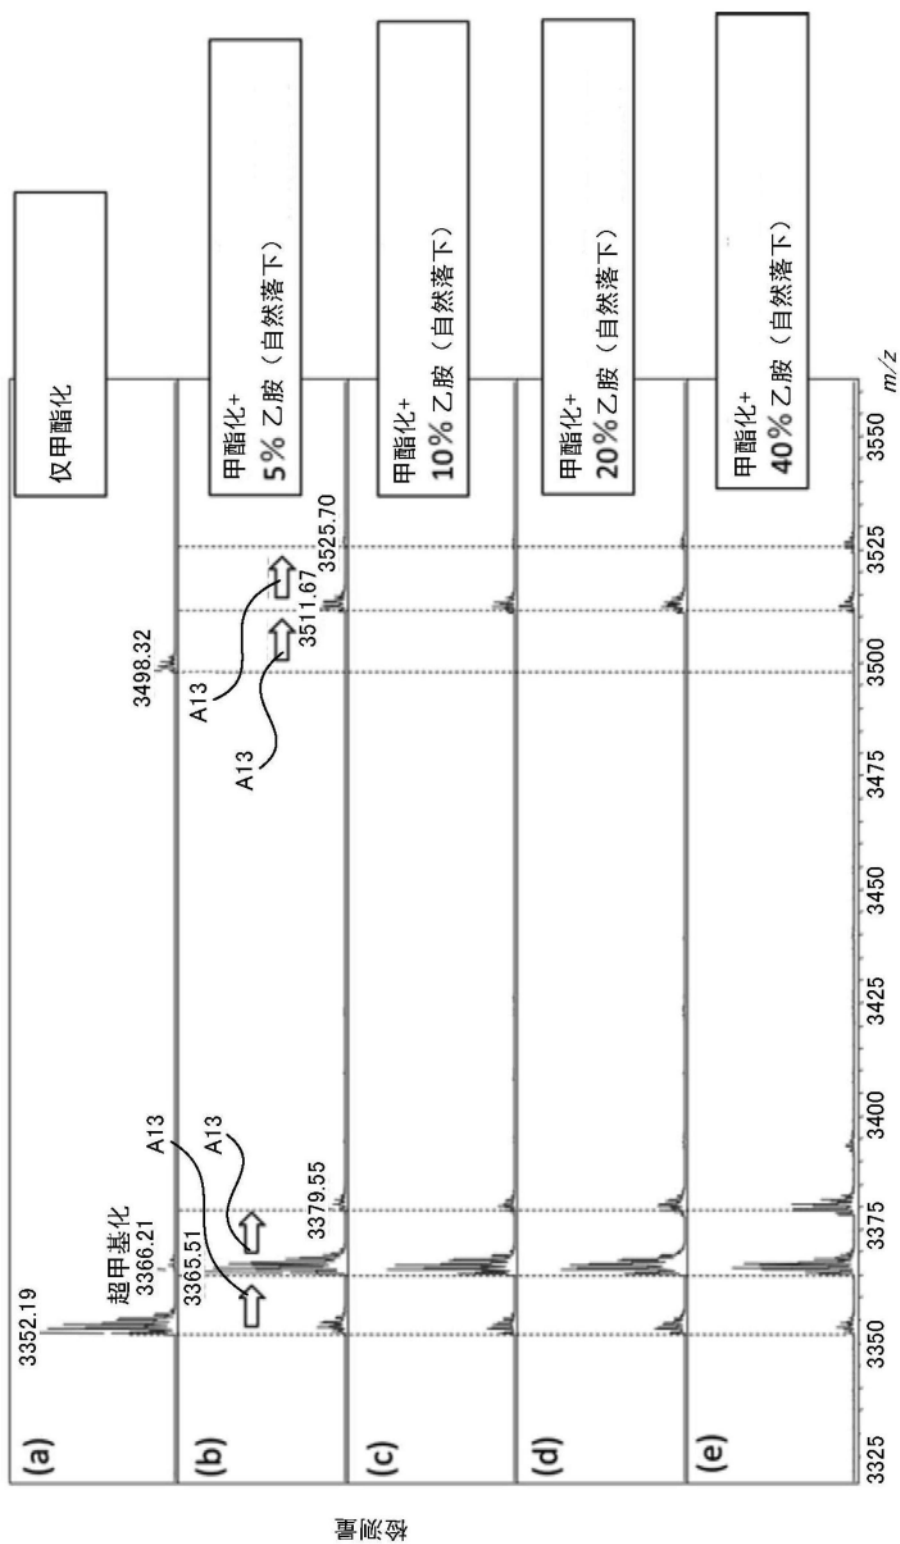 (a)
3352.19
超甲基化
3366.21
3498.32
仅甲酯化
A13
A13
A13
A13
(b)
3365.51
3379.55
3511.67
3525.70
甲酯化+
5% 乙胺（自然落下）
(c)
甲酯化+
10% 乙胺（自然落下）
(d)
甲酯化+
20% 乙胺（自然落下）
(e)
甲酯化+
40% 乙胺（自然落下）
检测量
3325 3350 3375 3400 3425 3450 3475 3500 3525 3550
m/z